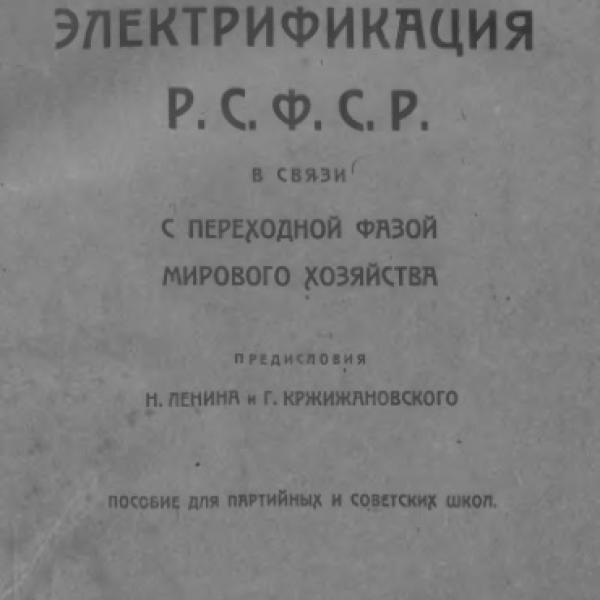 ЭЛЕКТРИФИКАЦИЯ
Р. С. Ф. С. Р.
В СВЯЗИ
С ПЕРЕХОДНОЙ ФАЗОЙ
МИРОВОГО ХОЗЯЙСТВА
ПРЕДИСЛОВИЯ
Н. ЛЕНИНА и Г. КРЖИЖАНОВСКОГО
ПОСОБИЕ ДЛЯ ПАРТИЙНЫХ И СОВЕТСКИХ ШКОЛ.